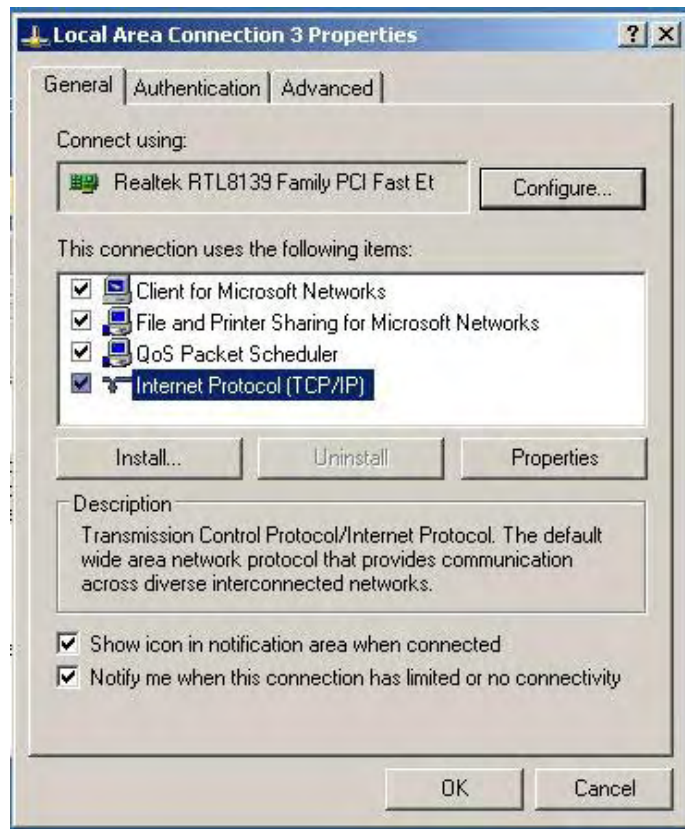 Local Area Connection 3 Properties
General
Authentication
Advanced
Connect using:
Realtek RTL8139 Family PCI Fast Et
Configure...
This connection uses the following items:
Client for Microsoft Networks
File and Printer Sharing for Microsoft Networks
QoS Packet Scheduler
Internet Protocol (TCP/IP)
Install...
Uninstall
Properties
Description
Transmission Control Protocol/Internet Protocol. The default
wide area network protocol that provides communication
across diverse interconnected networks.
Show icon in notification area when connected
Notify me when this connection has limited or no connectivity
OK
Cancel